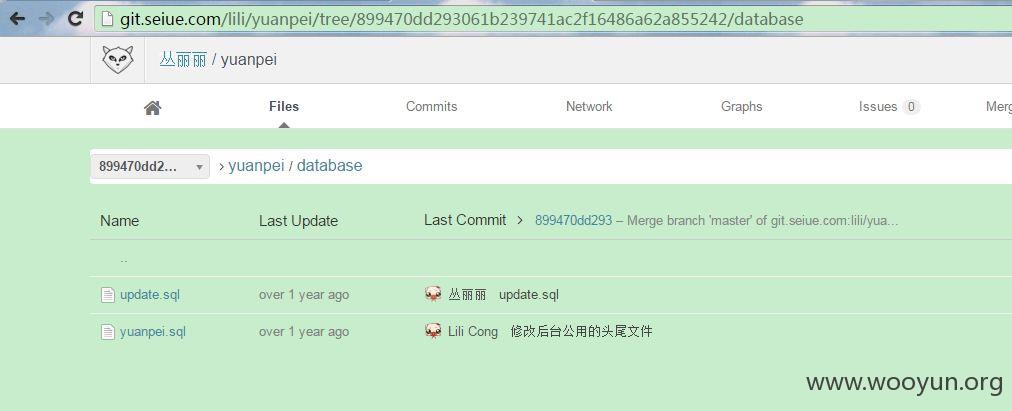 git.seiue.com/lili/yuanpei/tree/899470dd293061b239741ac2f16486a62a855242/database
丛丽丽 / yuanpei
Files Commits Network Graphs Issues 0 Merg
899470dd2... › yuanpei / database
Name Last Update Last Commit › 899470dd293 – Merge branch 'master' of git.seiue.com:lili/yua...
..
update.sql over 1 year ago 丛丽丽 update.sql
yuanpei.sql over 1 year ago Lili Cong 修改后台公用的头尾文件
www.wooyun.org